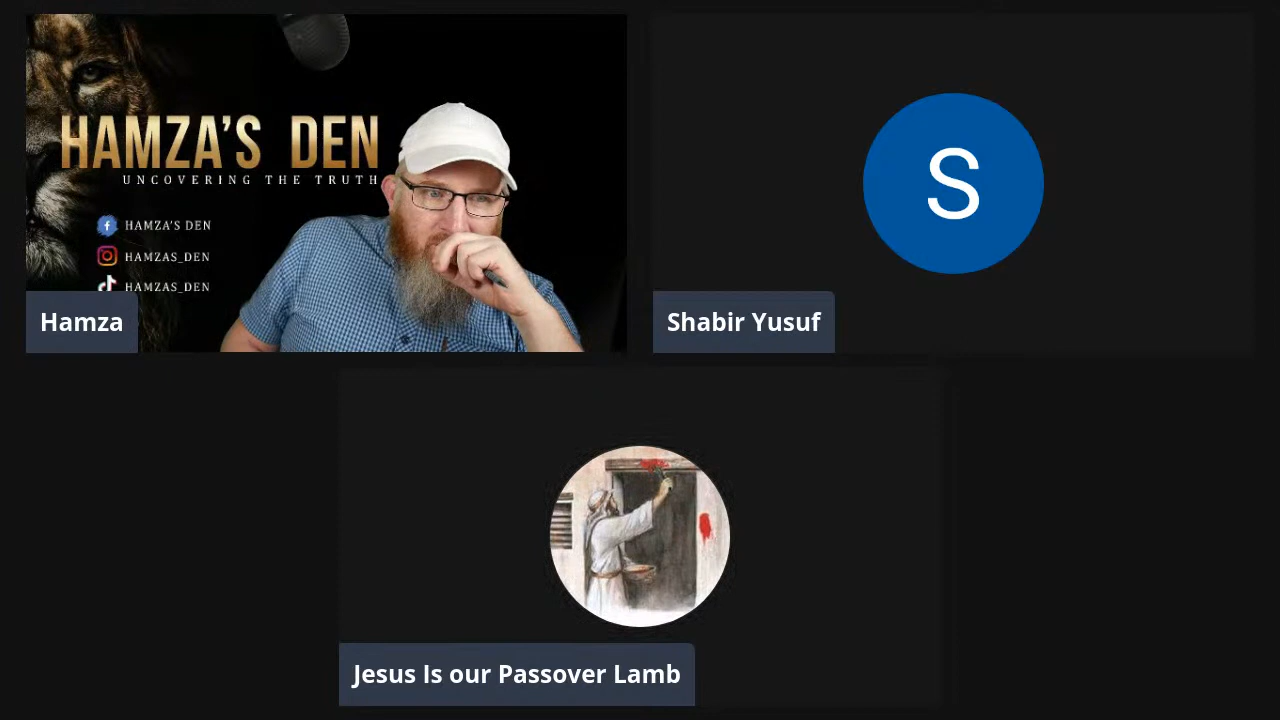 HAMZA'S DEN
UNCOVERING THE TRUTH
f HAMZA'S DEN
HAMZAS_DEN
HAMZAS_DEN
Hamza
S
Shabir Yusuf
Jesus Is our Passover Lamb